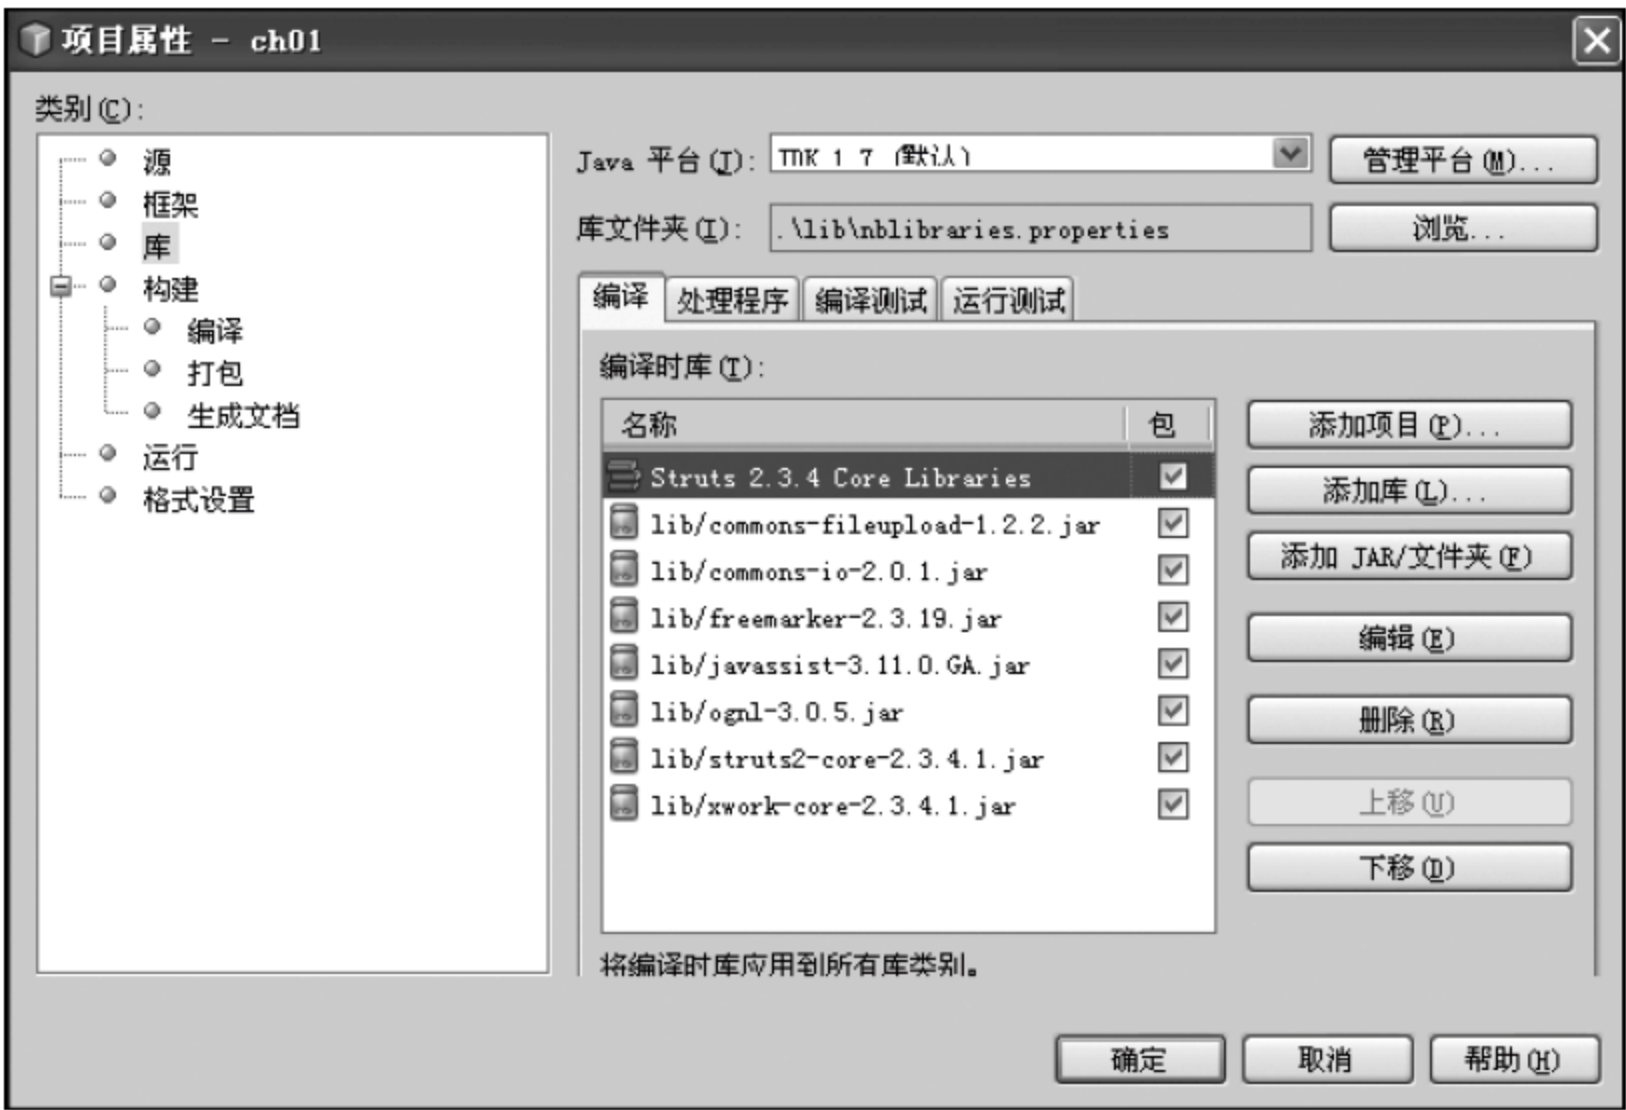 项目属性 - ch01
类别(C):
源
框架
库
构建
编译
打包
生成文档
运行
格式设置
Java 平台(J): JDK 1.7 (默认) 管理平台(M)...
库文件夹(I): .\lib\nblibraries.properties 浏览...
编译 处理程序 编译测试 运行测试
编译时库(T):
名称 包
Struts 2.3.4 Core Libraries
lib/commons-fileupload-1.2.2.jar
lib/commons-io-2.0.1.jar
lib/freemarker-2.3.19.jar
lib/javassist-3.11.0.GA.jar
lib/ognl-3.0.5.jar
lib/struts2-core-2.3.4.1.jar
lib/xwork-core-2.3.4.1.jar
添加项目(P)...
添加库(L)...
添加 JAR/文件夹(F)
编辑(E)
删除(R)
上移(U)
下移(D)
将编译时库应用到所有库类别。
确定 取消 帮助(H)